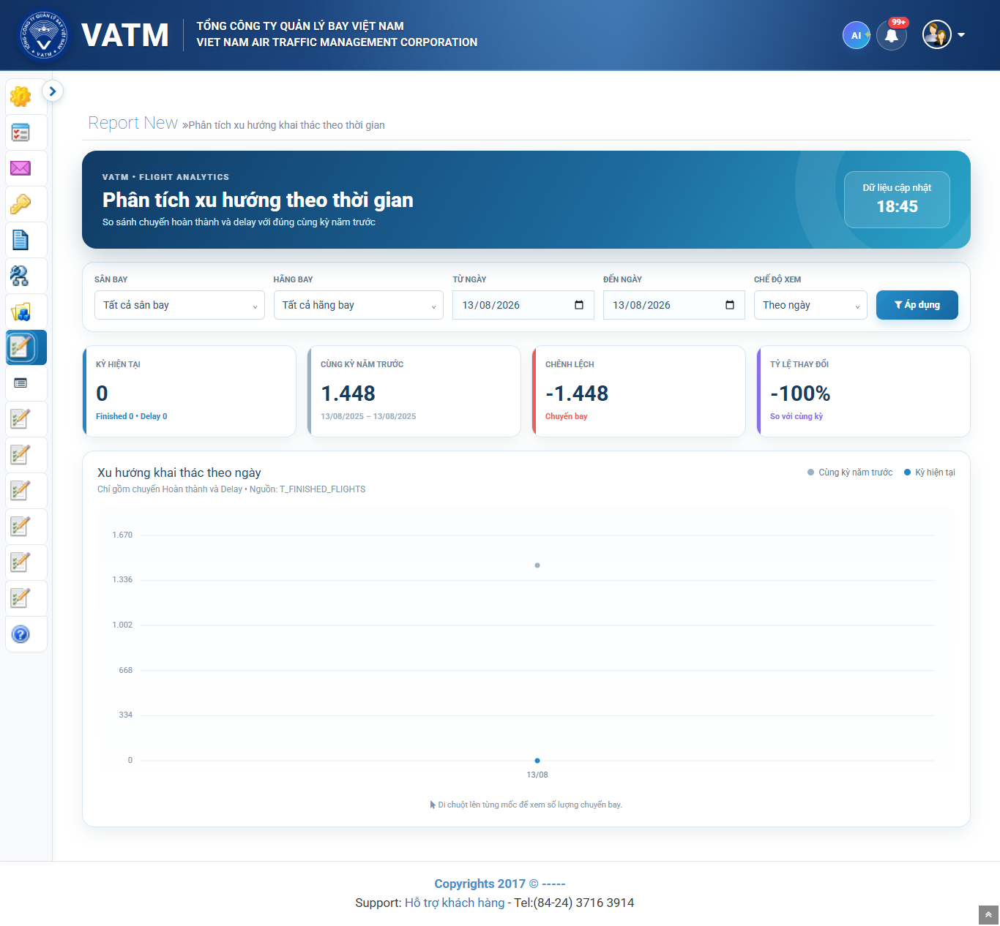 TỔNG CÔNG TY QUẢN LÝ BAY VIỆT NAM
VATM
VATM
TỔNG CÔNG TY QUẢN LÝ BAY VIỆT NAM
VIET NAM AIR TRAFFIC MANAGEMENT CORPORATION
AI
99+
Report New »Phân tích xu hướng khai thác theo thời gian
VATM • FLIGHT ANALYTICS
Phân tích xu hướng theo thời gian
So sánh chuyến hoàn thành và delay với đúng cùng kỳ năm trước
Dữ liệu cập nhật
18:45
SÂN BAY
HÃNG BAY
TỪ NGÀY
ĐẾN NGÀY
CHẾ ĐỘ XEM
Tất cả sân bay
Tất cả hãng bay
13/08/2026
13/08/2026
Theo ngày
Áp dụng
KỲ HIỆN TẠI
0
Finished 0 • Delay 0
CÙNG KỲ NĂM TRƯỚC
1.448
13/08/2025 – 13/08/2025
CHÊNH LỆCH
-1.448
Chuyến bay
TỶ LỆ THAY ĐỔI
-100%
So với cùng kỳ
Xu hướng khai thác theo ngày
Chỉ gồm chuyến Hoàn thành và Delay • Nguồn: T_FINISHED_FLIGHTS
Cùng kỳ năm trước
Kỳ hiện tại
1.670
1.336
1.002
668
334
0
13/08
Di chuột lên từng mốc để xem số lượng chuyến bay.
Copyrights 2017 © -----
Support: Hỗ trợ khách hàng - Tel:(84-24) 3716 3914